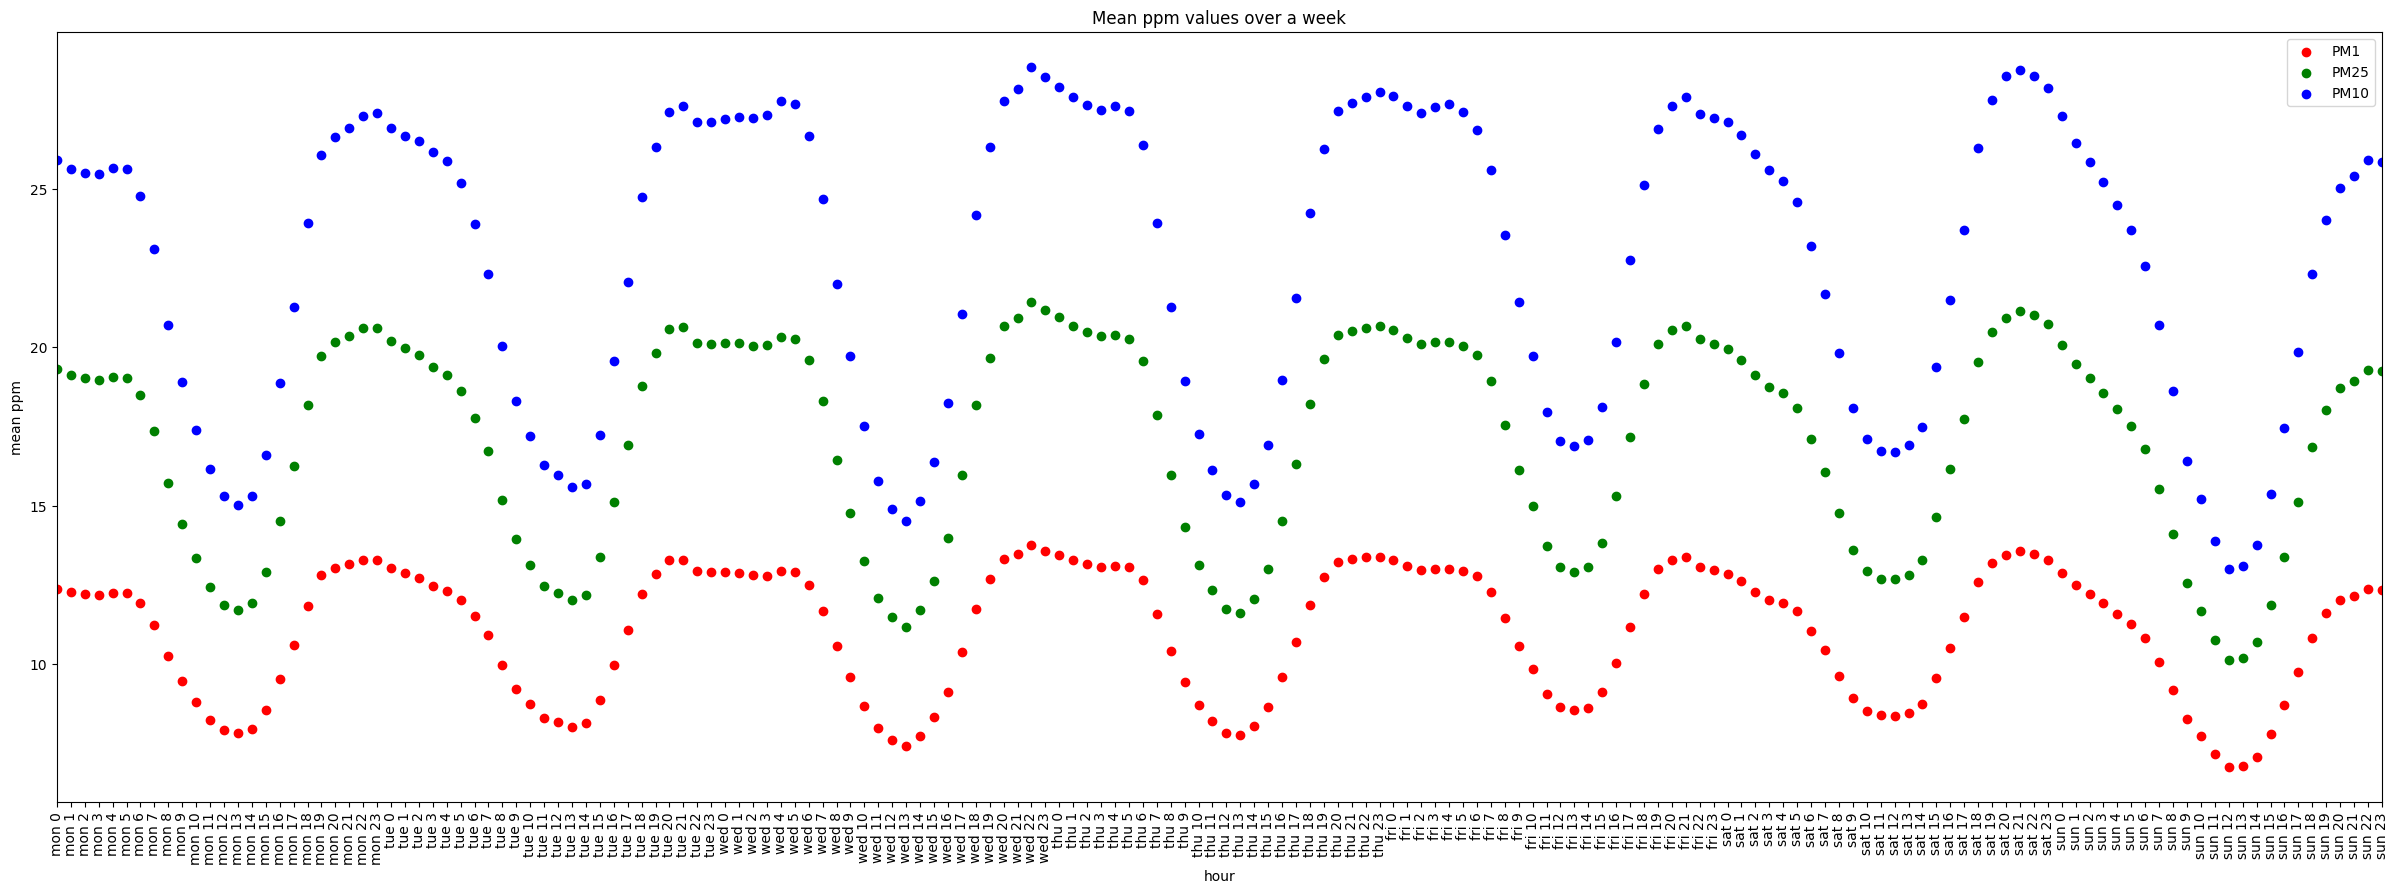 Mean ppm values over a week
PM1
PM25
PM10
mean ppm
25
20
15
10
mon 0
mon 1
mon 2
mon 3
mon 4
mon 5
mon 6
mon 7
mon 8
mon 9
mon 10
mon 11
mon 12
mon 13
mon 14
mon 15
mon 16
mon 17
mon 18
mon 19
mon 20
mon 21
mon 22
mon 23
tue 0
tue 1
tue 2
tue 3
tue 4
tue 5
tue 6
tue 7
tue 8
tue 9
tue 10
tue 11
tue 12
tue 13
tue 14
tue 15
tue 16
tue 17
tue 18
tue 19
tue 20
tue 21
tue 22
tue 23
wed 0
wed 1
wed 2
wed 3
wed 4
wed 5
wed 6
wed 7
wed 8
wed 9
wed 10
wed 11
wed 12
wed 13
wed 14
wed 15
wed 16
wed 17
wed 18
wed 19
wed 20
wed 21
wed 22
wed 23
thu 0
thu 1
thu 2
thu 3
thu 4
thu 5
thu 6
thu 7
thu 8
thu 9
thu 10
thu 11
thu 12
thu 13
thu 14
thu 15
thu 16
thu 17
thu 18
thu 19
thu 20
thu 21
thu 22
thu 23
fri 0
fri 1
fri 2
fri 3
fri 4
fri 5
fri 6
fri 7
fri 8
fri 9
fri 10
fri 11
fri 12
fri 13
fri 14
fri 15
fri 16
fri 17
fri 18
fri 19
fri 20
fri 21
fri 22
fri 23
sat 0
sat 1
sat 2
sat 3
sat 4
sat 5
sat 6
sat 7
sat 8
sat 9
sat 10
sat 11
sat 12
sat 13
sat 14
sat 15
sat 16
sat 17
sat 18
sat 19
sat 20
sat 21
sat 22
sat 23
sun 0
sun 1
sun 2
sun 3
sun 4
sun 5
sun 6
sun 7
sun 8
sun 9
sun 10
sun 11
sun 12
sun 13
sun 14
sun 15
sun 16
sun 17
sun 18
sun 19
sun 20
sun 21
sun 22
sun 23
hour